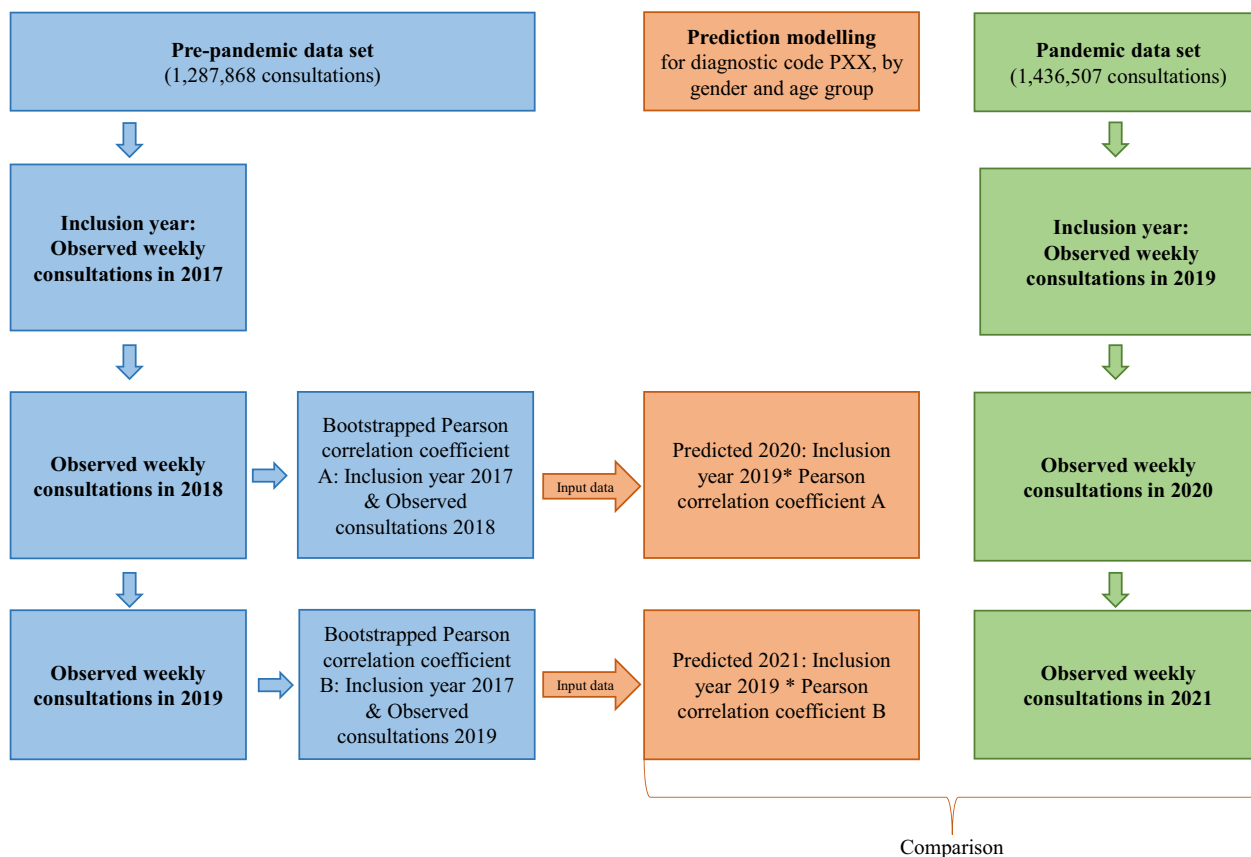 Pre-pandemic data set
(1,287,868 consultations)
Prediction modelling
for diagnostic code PXX, by
gender and age group
Pandemic data set
(1,436,507 consultations)
Inclusion year:
Observed weekly
consultations in 2017
Inclusion year:
Observed weekly
consultations in 2019
Observed weekly
consultations in 2018
Bootstrapped Pearson
correlation coefficient
A: Inclusion year 2017
& Observed
consultations 2018
Input data
Predicted 2020: Inclusion
year 2019* Pearson
correlation coefficient A
Observed weekly
consultations in 2020
Observed weekly
consultations in 2019
Bootstrapped Pearson
correlation coefficient
B: Inclusion year 2017
& Observed
consultations 2019
Input data
Predicted 2021: Inclusion
year 2019 * Pearson
correlation coefficient B
Observed weekly
consultations in 2021
Comparison